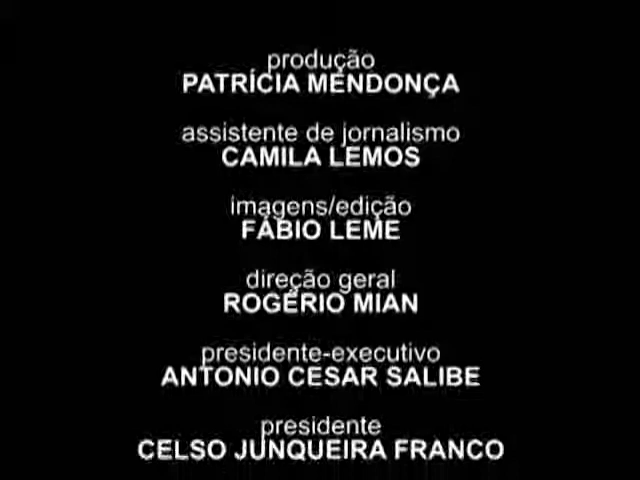 produção
PATRÍCIA MENDONÇA
assistente de jornalismo
CAMILA LEMOS
imagens/edição
FÁBIO LEME
direção geral
ROGÉRIO MIAN
presidente-executivo
ANTONIO CESAR SALIBE
presidente
CELSO JUNQUEIRA FRANCO